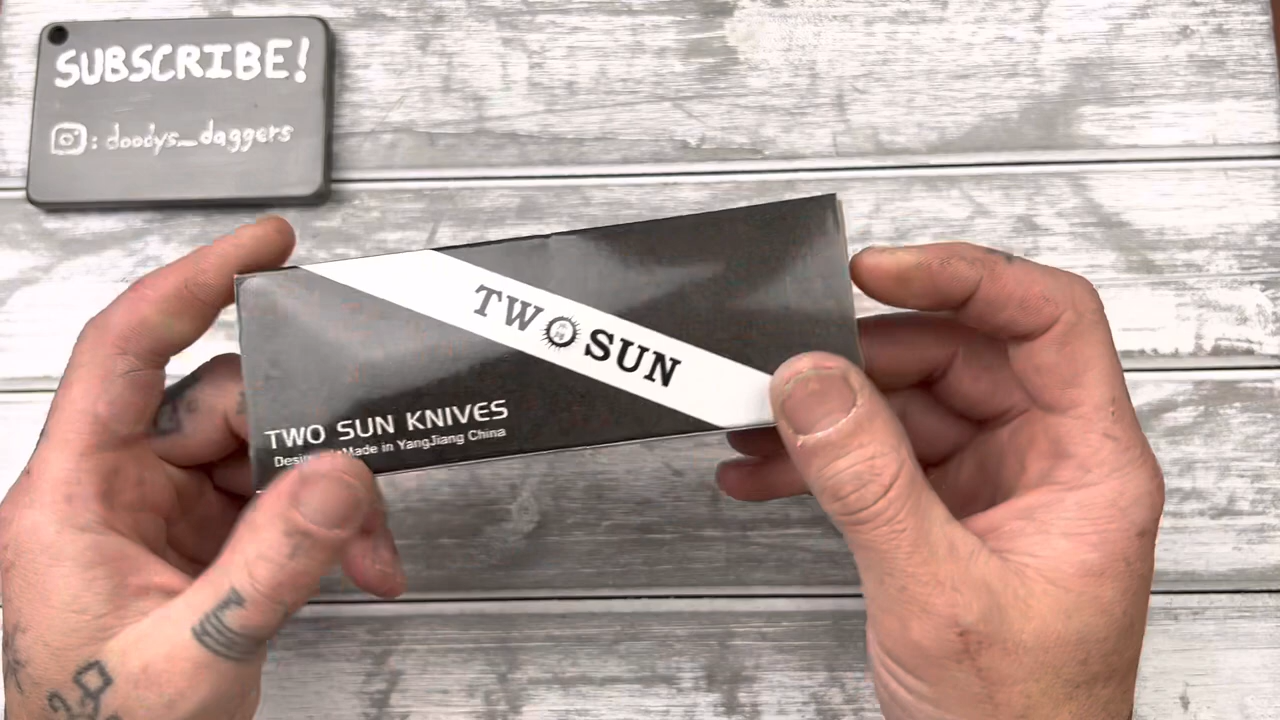 SUBSCRIBE!
: doodys_daggers
TWO SUN
TWO SUN KNIVES
Made in YangJiang China